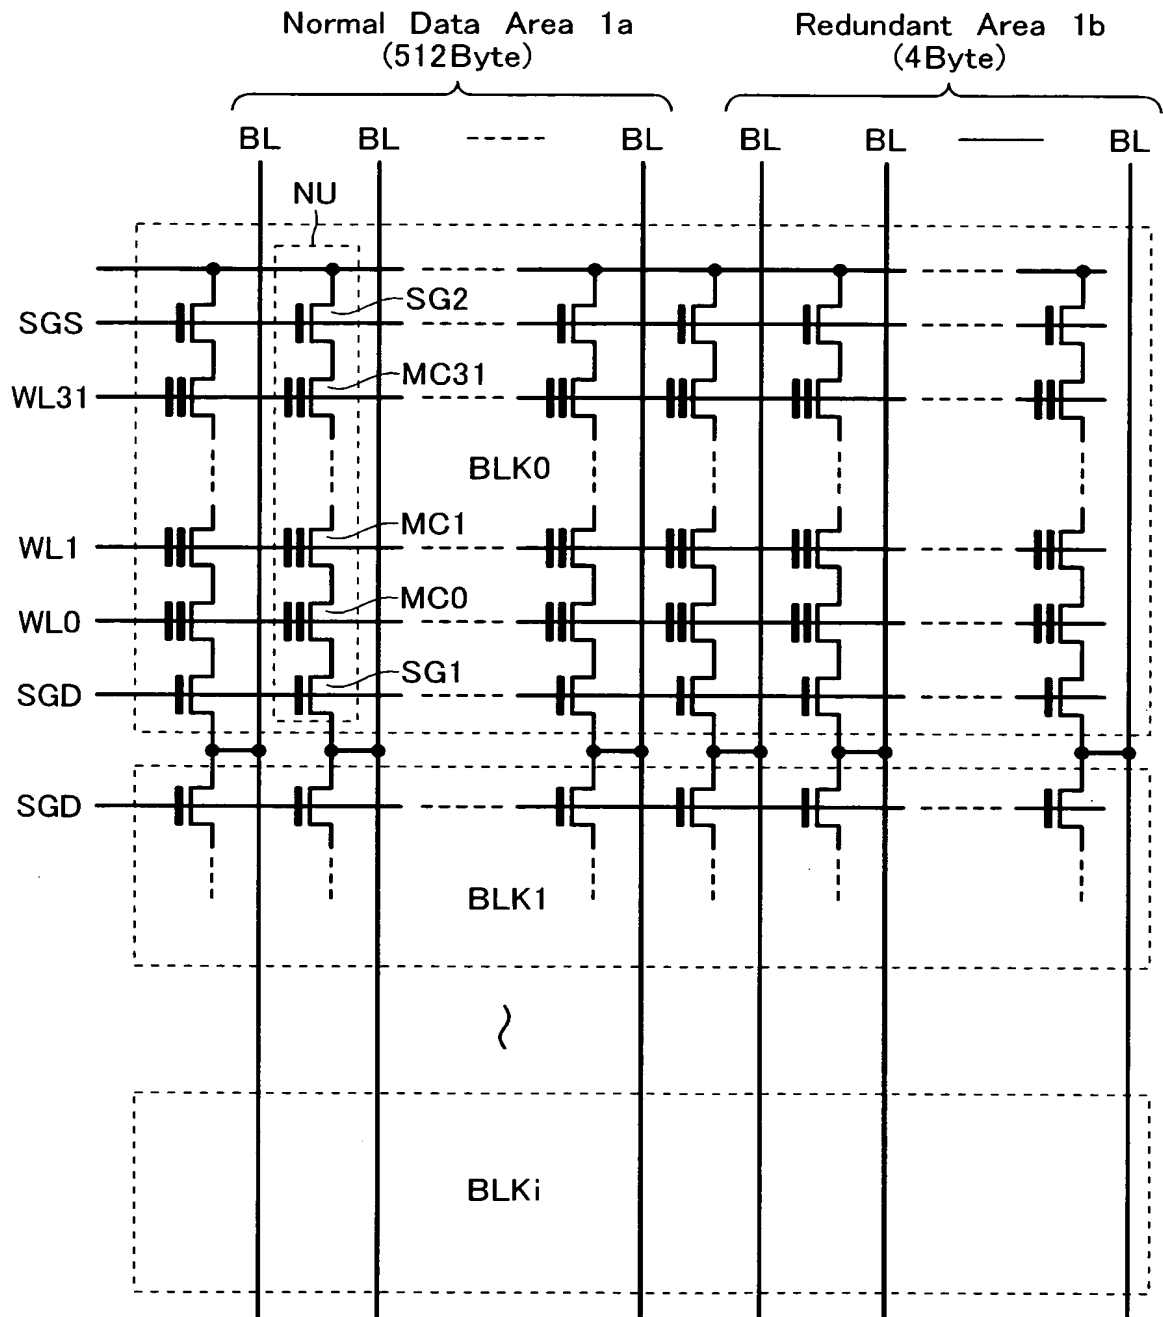 Normal Data Area 1a
(512Byte)
Redundant Area 1b
(4Byte)
BL
BL
BL
BL
BL
BL
NU
SG2
SGS
MC31
WL31
BLK0
MC1
WL1
MC0
WL0
SG1
SGD
SGD
BLK1
BLKi